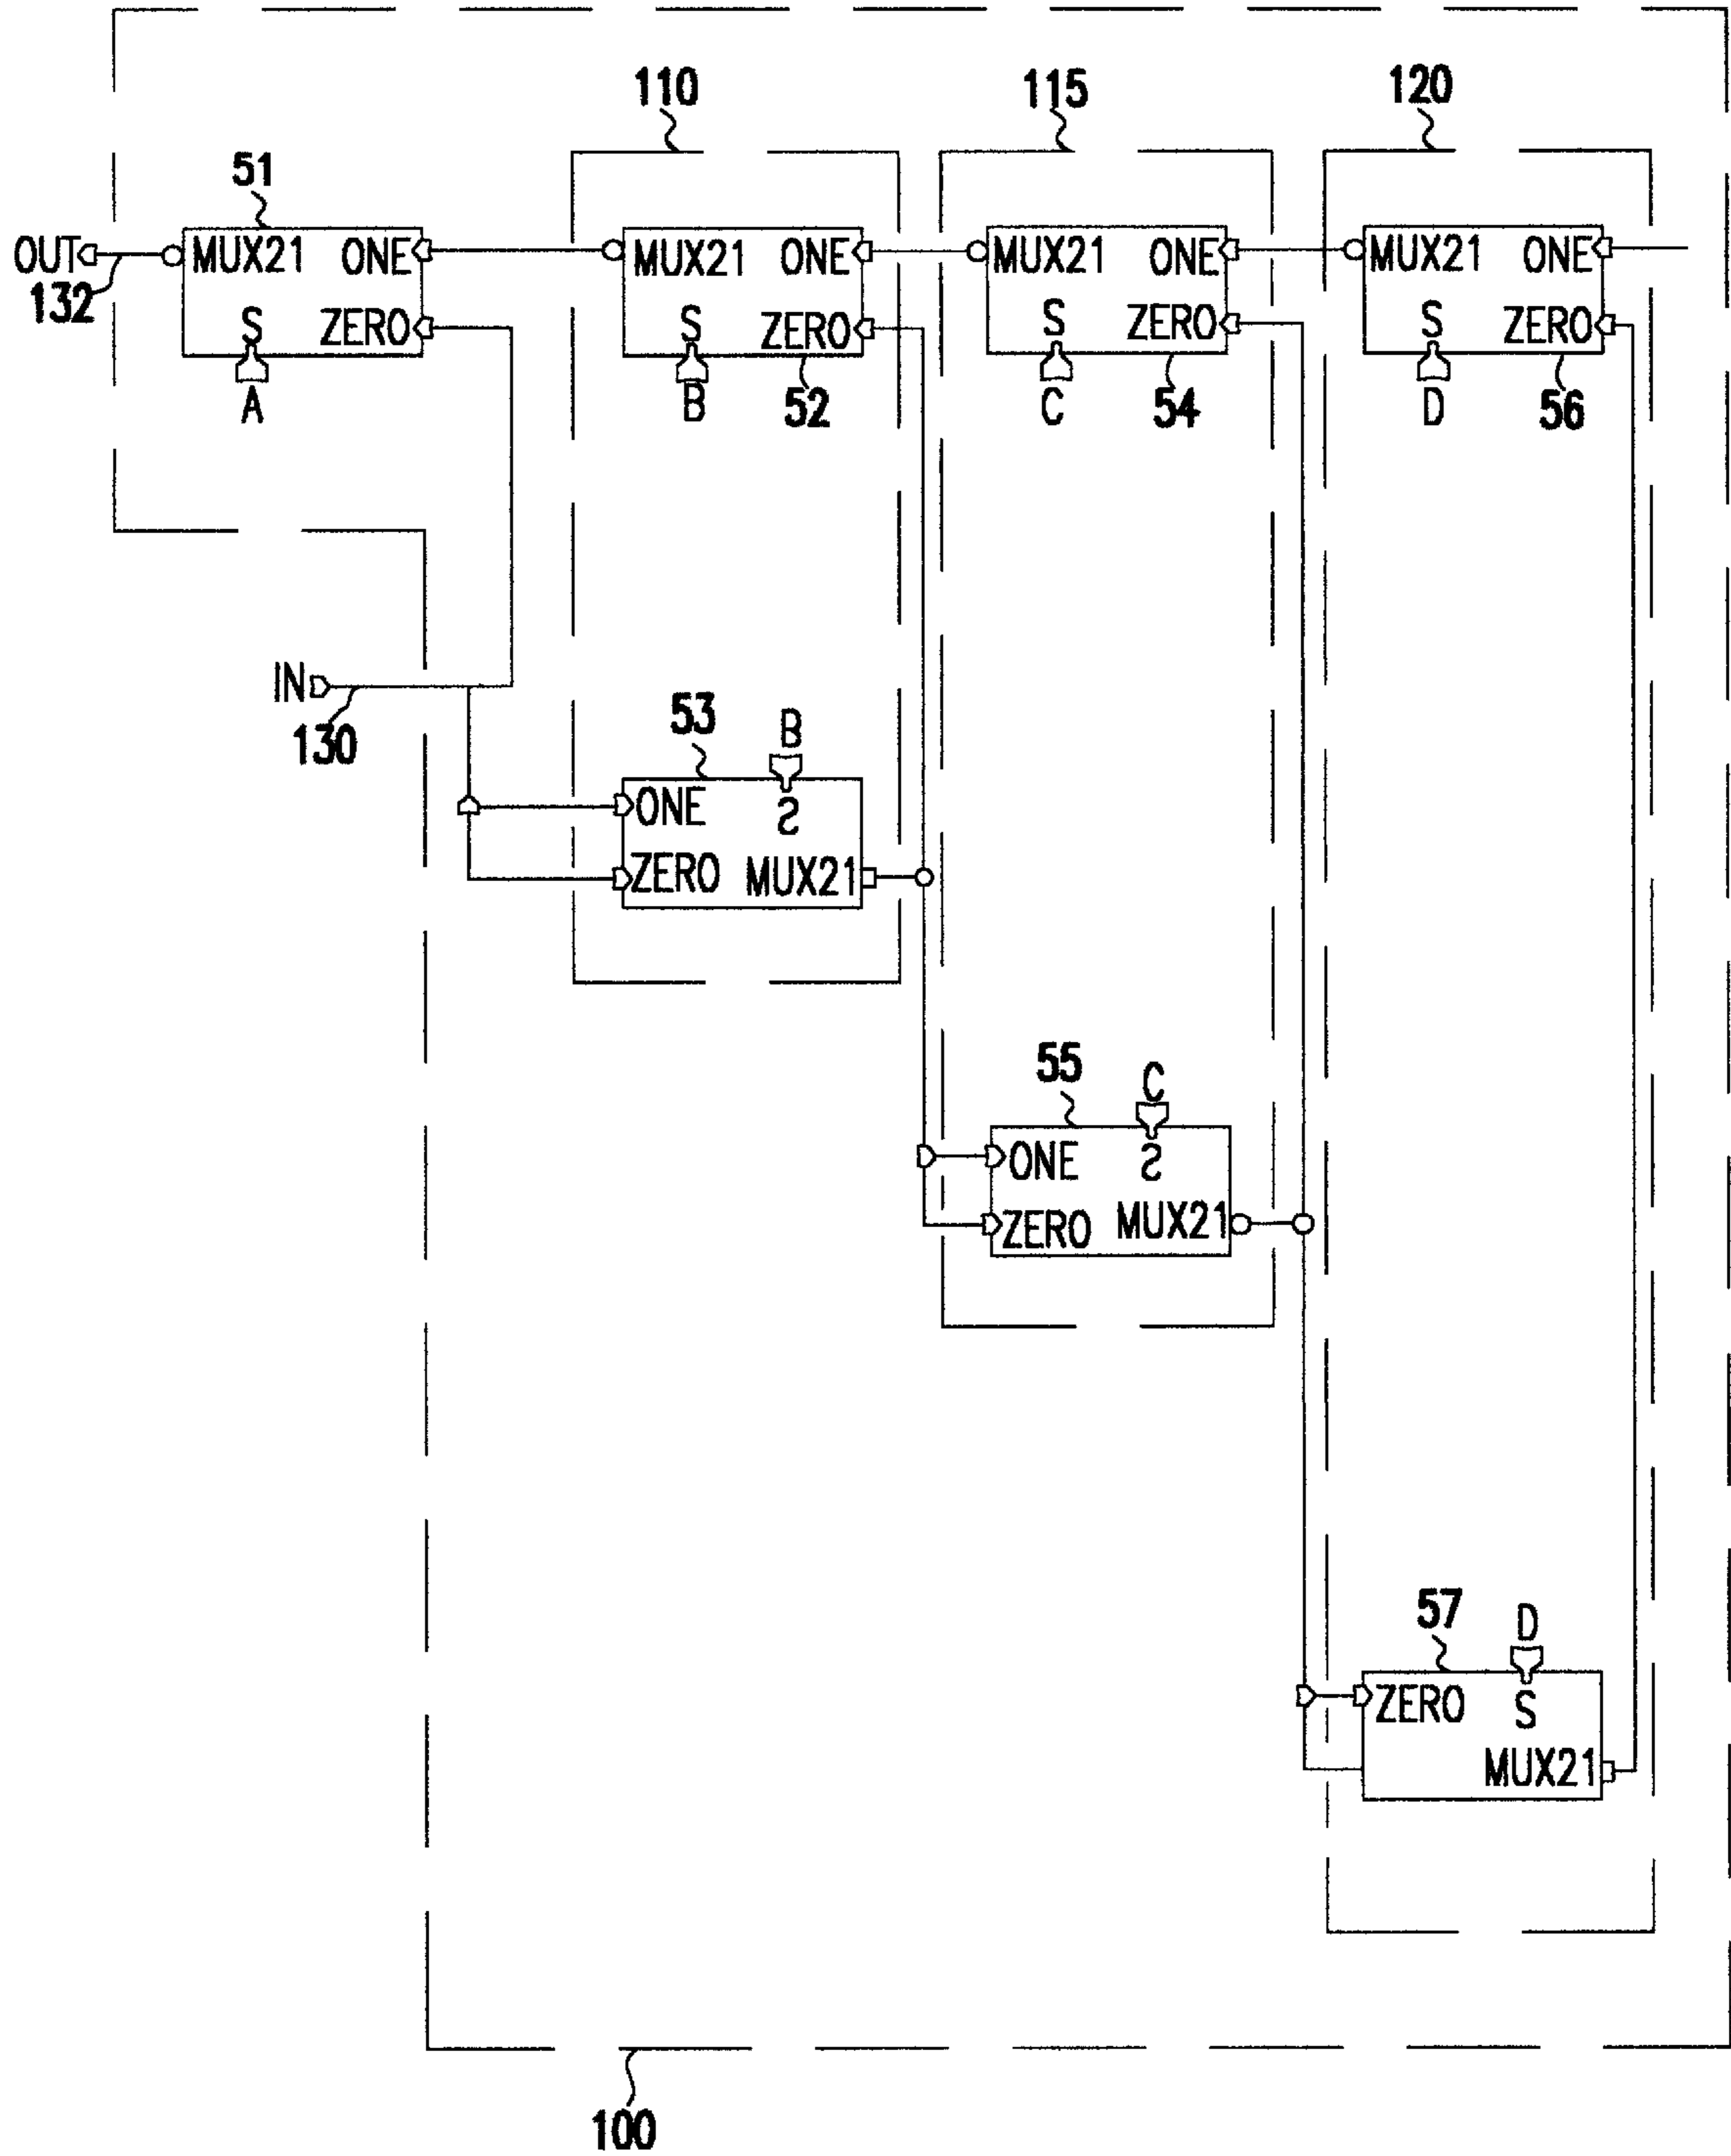 110 115 120
51
OUT MUX21 ONE MUX21 ONE MUX21 ONE MUX21 ONE
132 S ZERO S ZERO S ZERO S ZERO
A B 52 C 54 D 56
IN
130 53 B
ONE S
ZERO MUX21
55 C
ONE S
ZERO MUX21
57 D
ZERO S
MUX21
100